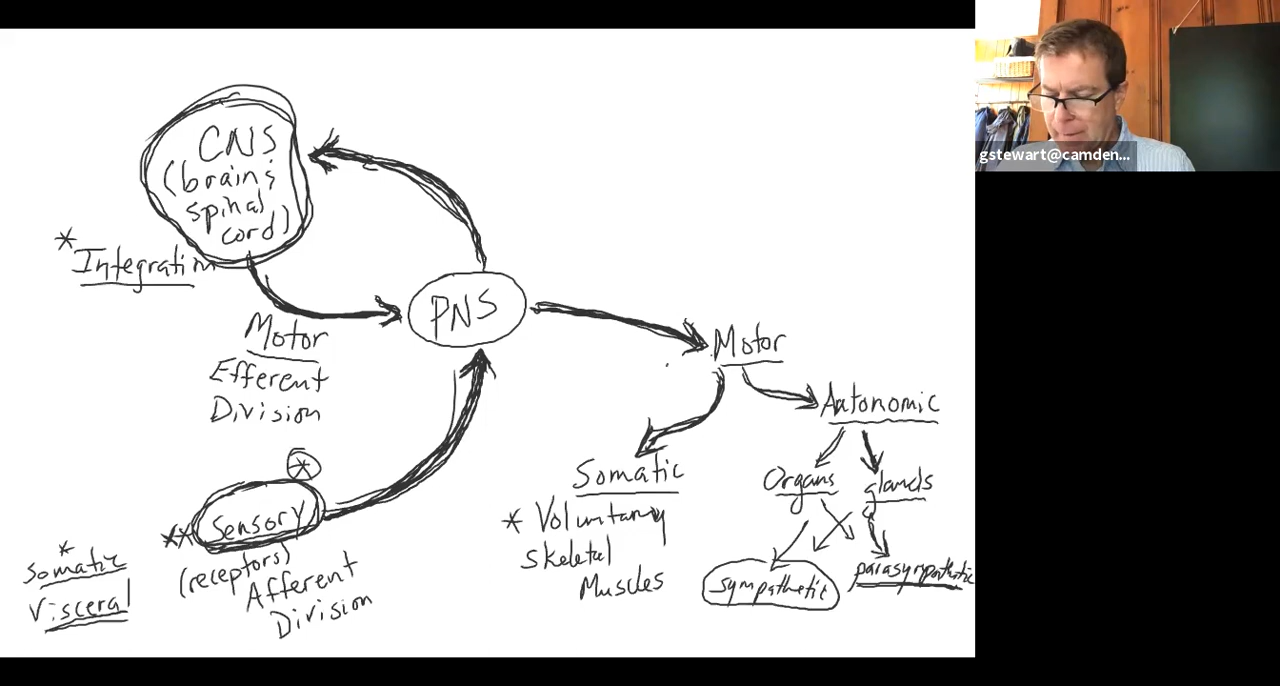 CNS
(brain &
spinal
cord)
* Integration
PNS
Motor
Efferent
Division
*
** Sensory
(receptors)
Afferent
Division
*
Somatic
Visceral
Motor
Somatic
* Voluntary
Skeletal
Muscles
Autonomic
Organs
glands
sympathetic
parasympathetic
gstewart@camden...